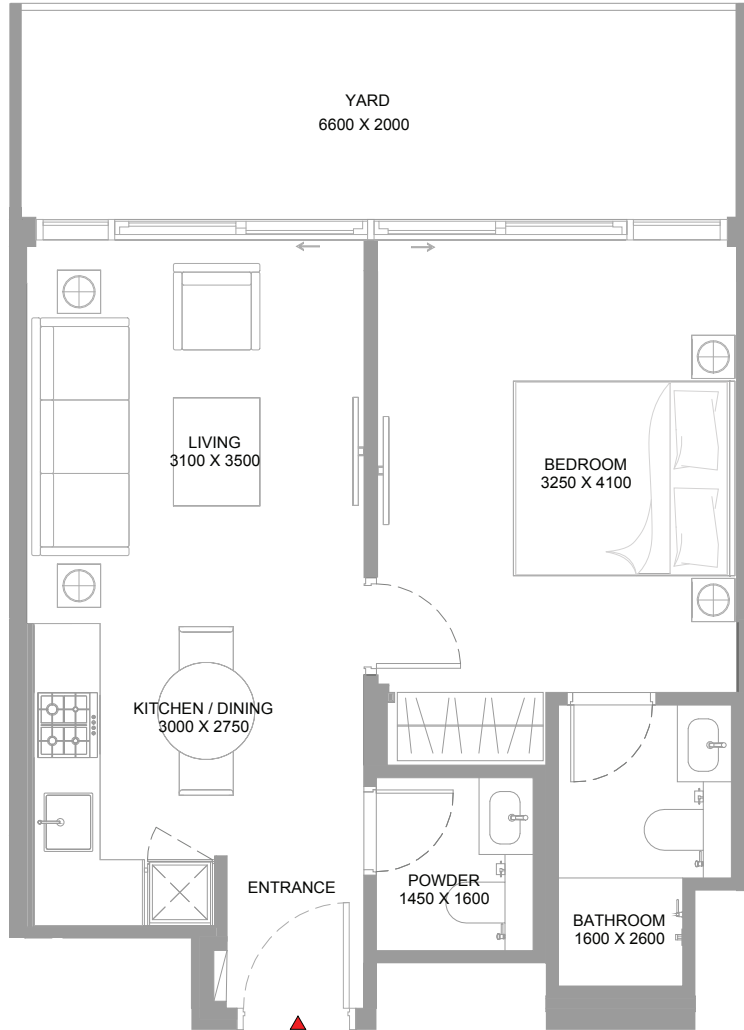 YARD
6600 X 2000
LIVING
3100 X 3500
BEDROOM
3250 X 4100
KITCHEN / DINING
3000 X 2750
ENTRANCE
POWDER
1450 X 1600
BATHROOM
1600 X 2600